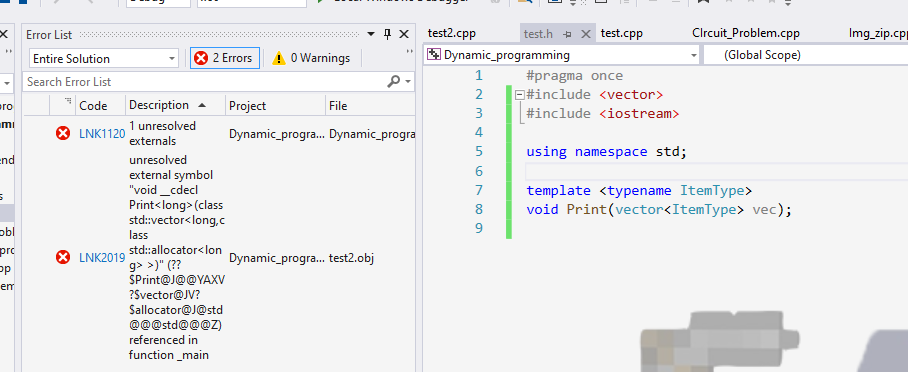 Error List
Entire Solution
2 Errors
0 Warnings
Search Error List
Code Description Project File
LNK1120 1 unresolved externals Dynamic_progra... Dynamic_progra
unresolved
external symbol
"void __cdecl
Print<long>(class
std::vector<long,c
lass
std::allocator<lon
g> >)" (??
LNK2019 $Print@J@@YAXV Dynamic_progra... test2.obj
?$vector@JV?
$allocator@J@std
@@@std@@@Z)
referenced in
function _main
test2.cpp test.h test.cpp CIrcuit_Problem.cpp Img_zip.cpp
Dynamic_programming (Global Scope)
1 #pragma once
2 #include <vector>
3 #include <iostream>
4
5 using namespace std;
6
7 template <typename ItemType>
8 void Print(vector<ItemType> vec);
9